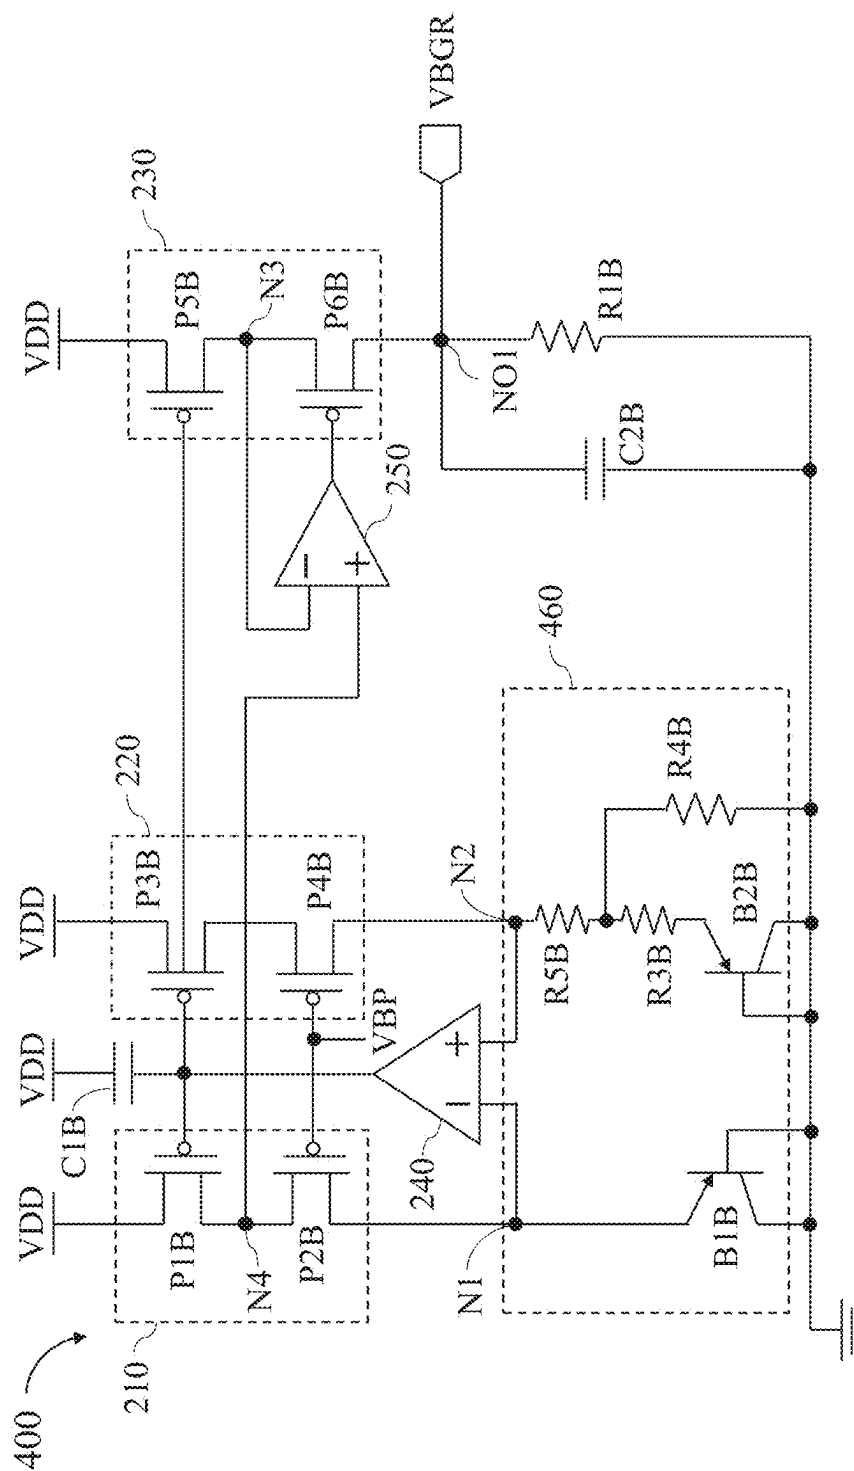 400
VDD
VDD
VDD
VDD
210
220
230
C1B
P1B
P3B
P5B
N4
N3
P2B
VBP
P4B
P6B
250
−
+
VBGR
NO1
240
−
+
N1
N2
460
R5B
R3B
R4B
B1B
B2B
C2B
R1B